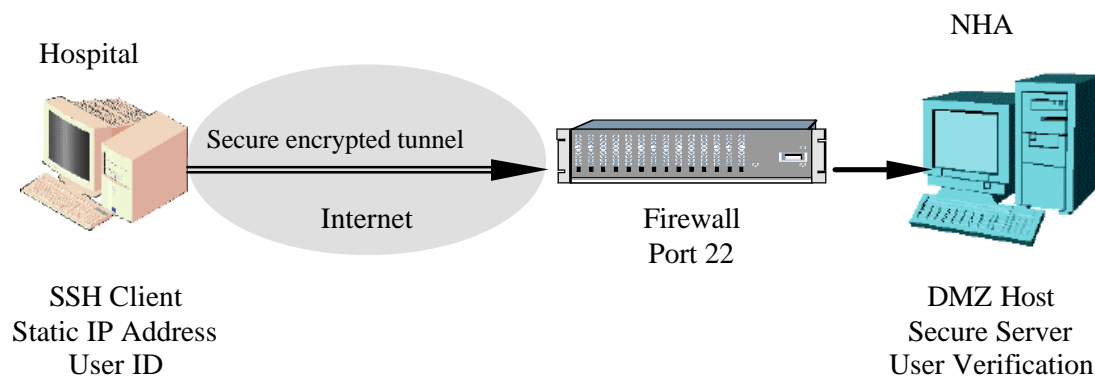 Hospital
NHA
Secure encrypted tunnel
Internet
Firewall
Port 22
SSH Client
Static IP Address
User ID
DMZ Host
Secure Server
User Verification